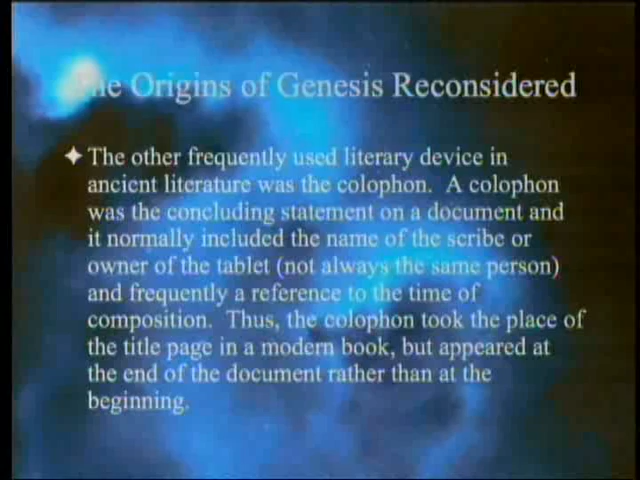 The Origins of Genesis Reconsidered
The other frequently used literary device in
ancient literature was the colophon. A colophon
was the concluding statement on a document and
it normally included the name of the scribe or
owner of the tablet (not always the same person)
and frequently a reference to the time of
composition. Thus, the colophon took the place of
the title page in a modern book, but appeared at
the end of the document rather than at the
beginning.